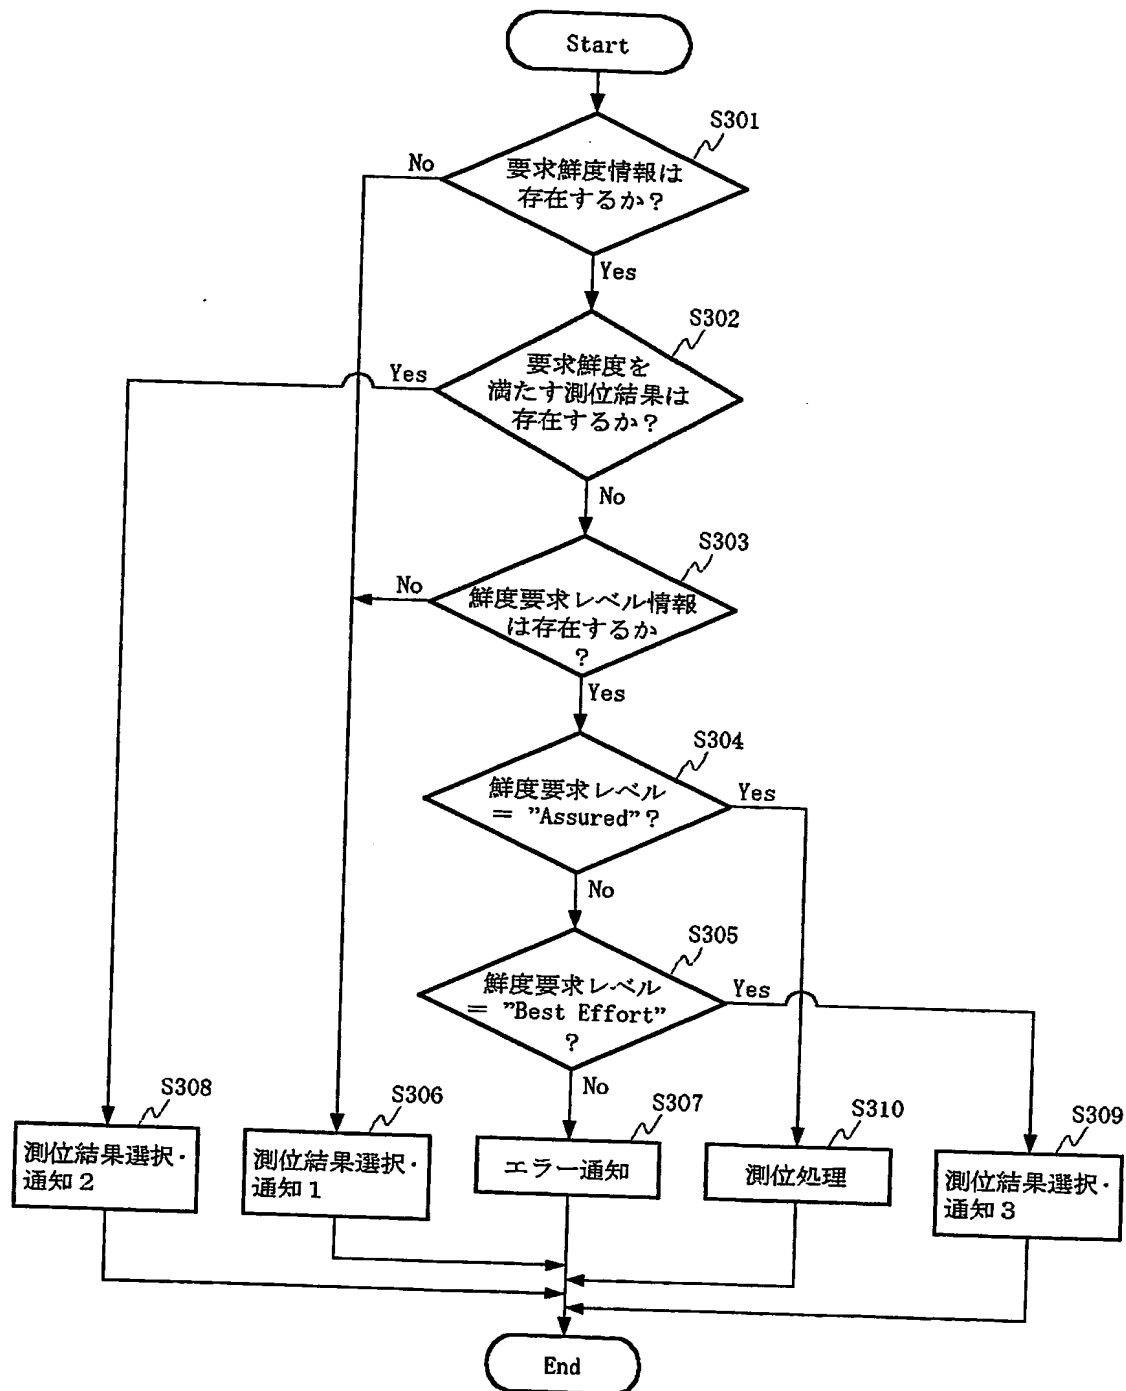 Start
S301
No
要求鮮度情報は
存在するか？
Yes
S302
Yes
要求鮮度を
満たす測位結果は
存在するか？
No
S303
No
鮮度要求レベル情報
は存在するか
？
Yes
S304
鮮度要求レベル
＝ ”Assured”？
Yes
No
S305
鮮度要求レベル
＝ ”Best Effort”
？
Yes
No
S308
測位結果選択・
通知２
S306
測位結果選択・
通知１
S307
エラー通知
S310
測位処理
S309
測位結果選択・
通知３
End